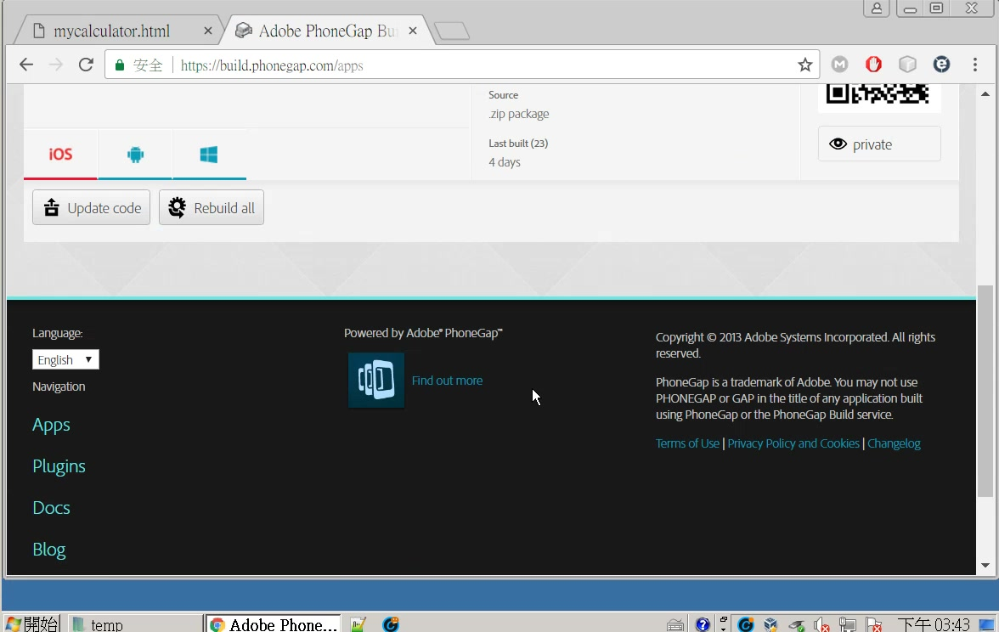 mycalculator.html
Adobe PhoneGap Bu
安全 https://build.phonegap.com/apps
Source
.zip package
Last built (23)
4 days
private
iOS
Update code
Rebuild all
Language:
English
Navigation
Apps
Plugins
Docs
Blog
Powered by Adobe® PhoneGap™
Find out more
Copyright © 2013 Adobe Systems Incorporated. All rights
reserved.
PhoneGap is a trademark of Adobe. You may not use
PHONEGAP or GAP in the title of any application built
using PhoneGap or the PhoneGap Build service.
Terms of Use | Privacy Policy and Cookies | Changelog
開始
temp
Adobe Phone...
下午 03:43